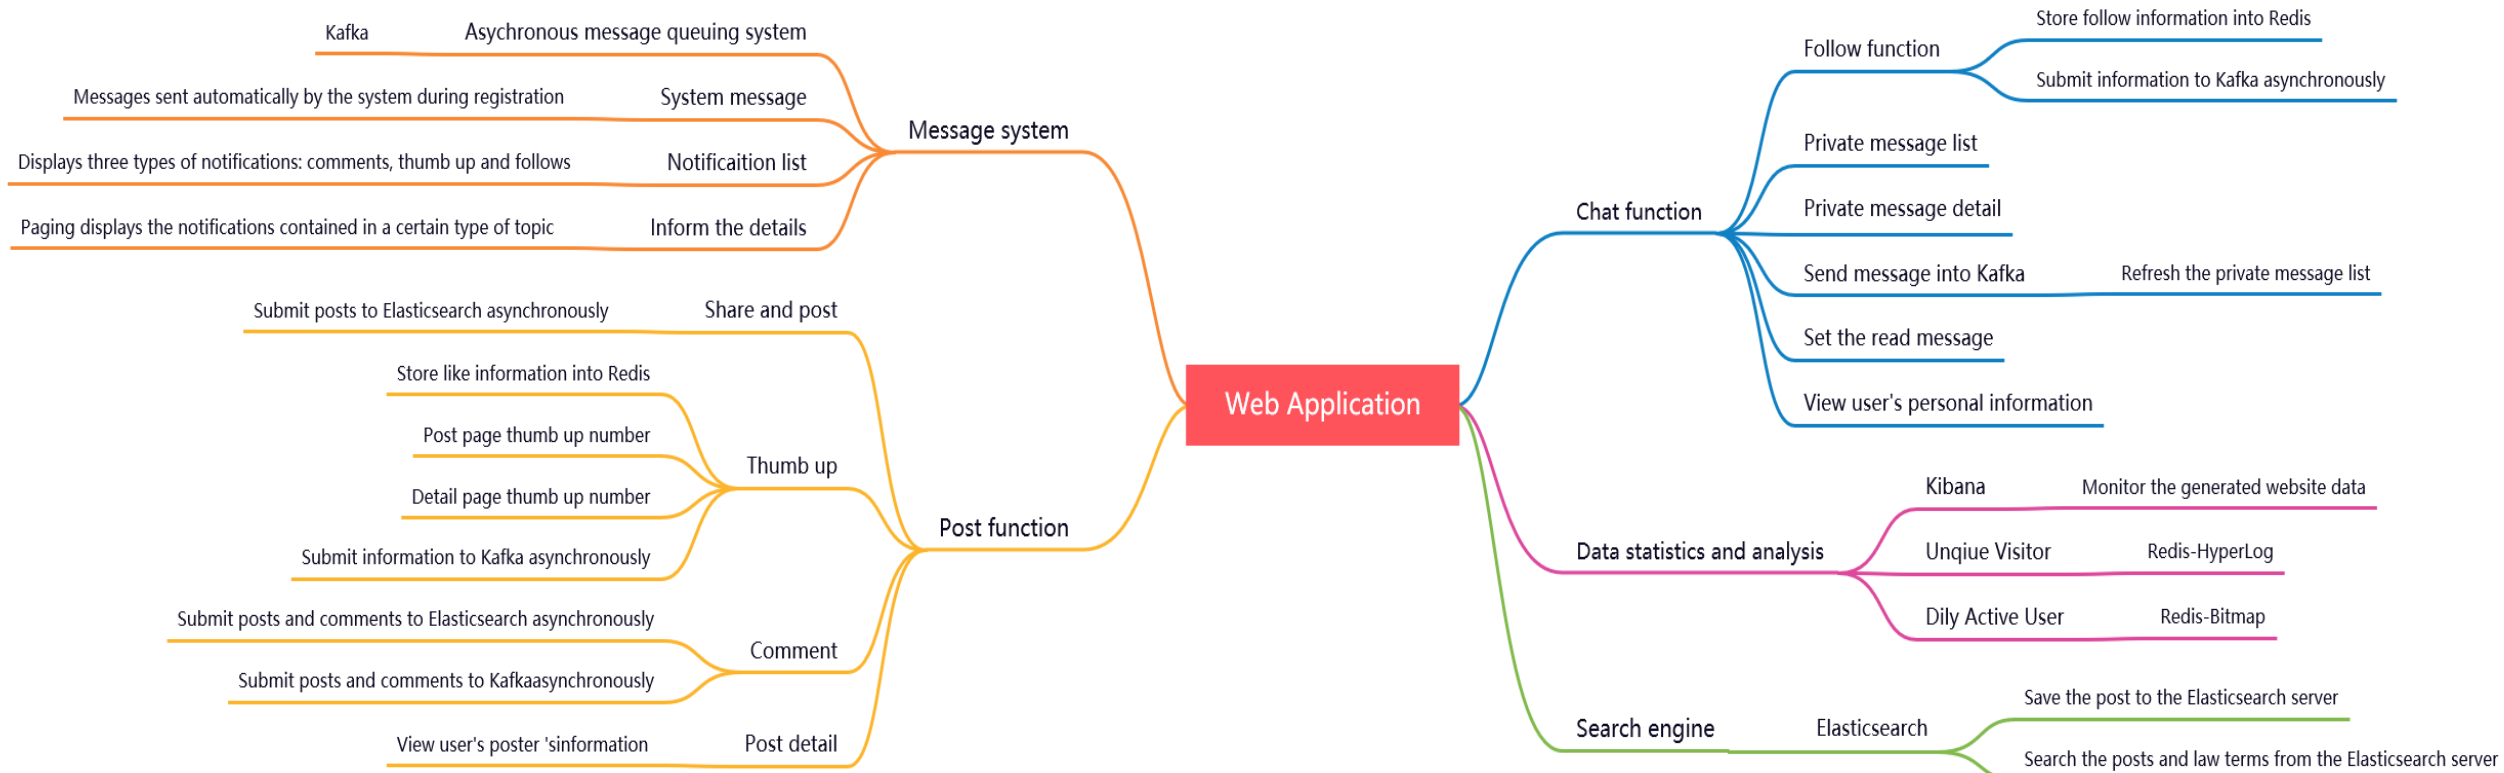 Web Application
Message system
Asychronous message queuing system
Kafka
System message
Messages sent automatically by the system during registration
Notificaition list
Displays three types of notifications: comments, thumb up and follows
Inform the details
Paging displays the notifications contained in a certain type of topic
Post function
Share and post
Submit posts to Elasticsearch asynchronously
Thumb up
Store like information into Redis
Post page thumb up number
Detail page thumb up number
Submit information to Kafka asynchronously
Comment
Submit posts and comments to Elasticsearch asynchronously
Submit posts and comments to Kafkaasynchronously
Post detail
View user's poster 'sinformation
Chat function
Follow function
Store follow information into Redis
Submit information to Kafka asynchronously
Private message list
Private message detail
Send message into Kafka
Refresh the private message list
Set the read message
View user's personal information
Data statistics and analysis
Kibana
Monitor the generated website data
Unqiue Visitor
Redis-HyperLog
Dily Active User
Redis-Bitmap
Search engine
Elasticsearch
Save the post to the Elasticsearch server
Search the posts and law terms from the Elasticsearch server